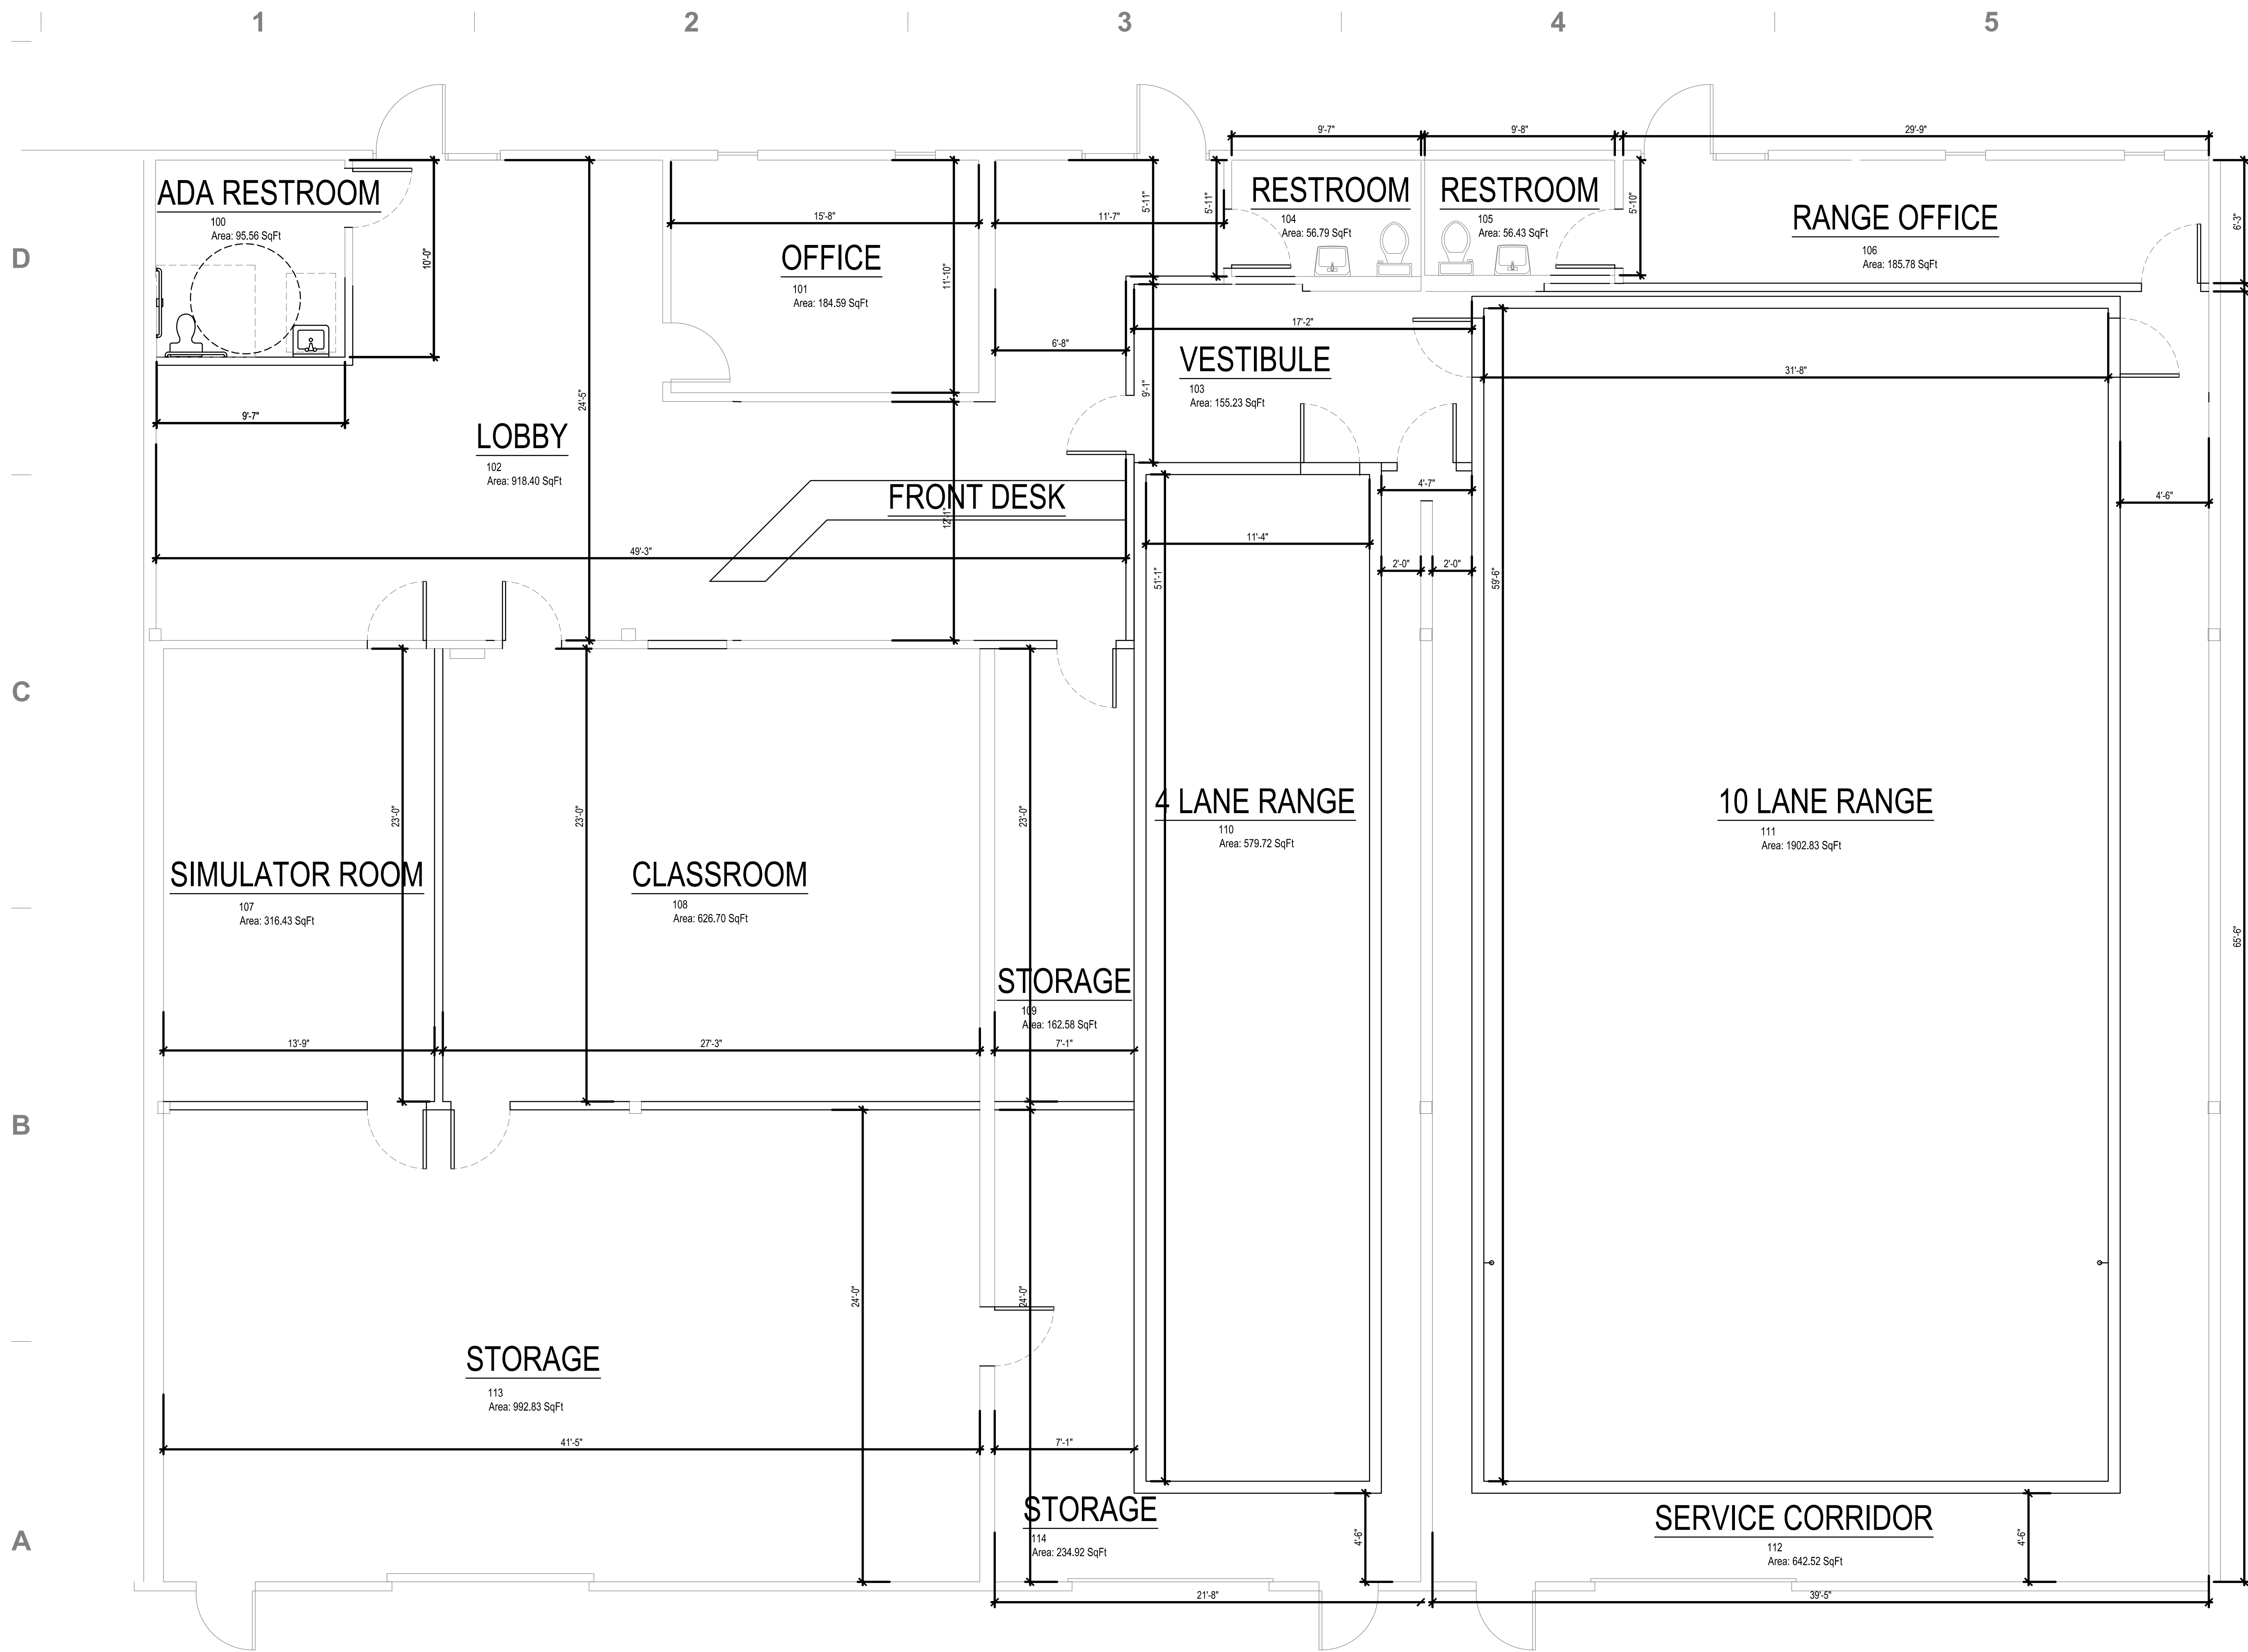 1
2
3
4
5
9'-7"
9'-8"
29'-9"
ADA RESTROOM
100
Area: 95.56 SqFt
10'-0"
9'-7"
15'-8"
OFFICE
101
Area: 184.59 SqFt
11'-10"
11'-7"
5'-11"
5'-11"
RESTROOM
104
Area: 56.79 SqFt
RESTROOM
105
Area: 56.43 SqFt
5'-10"
RANGE OFFICE
106
Area: 185.78 SqFt
6'-3"
D
6'-8"
17'-2"
VESTIBULE
103
Area: 155.23 SqFt
9'-1"
31'-8"
24'-5"
LOBBY
102
Area: 918.40 SqFt
FRONT DESK
12'-1"
49'-3"
4'-7"
4'-6"
11'-4"
51'-1"
2'-0"
2'-0"
59'-6"
C
23'-0"
23'-0"
23'-0"
4 LANE RANGE
110
Area: 579.72 SqFt
10 LANE RANGE
111
Area: 1902.83 SqFt
SIMULATOR ROOM
107
Area: 316.43 SqFt
CLASSROOM
108
Area: 626.70 SqFt
65'-6"
STORAGE
109
Area: 162.58 SqFt
13'-9"
27'-3"
7'-1"
B
24'-0"
24'-0"
STORAGE
113
Area: 992.83 SqFt
41'-5"
7'-1"
STORAGE
114
Area: 234.92 SqFt
4'-6"
SERVICE CORRIDOR
112
Area: 642.52 SqFt
4'-6"
A
21'-8"
39'-5"